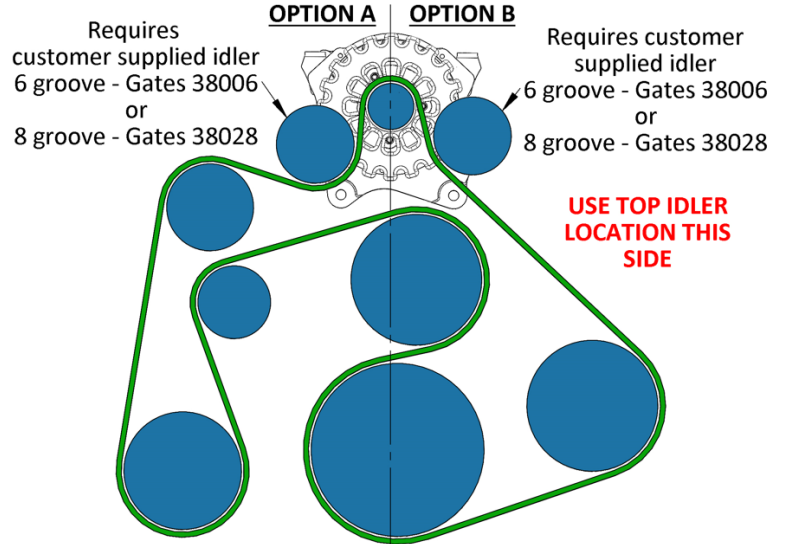 OPTION A
OPTION B
Requires
customer supplied idler
6 groove - Gates 38006
or
8 groove - Gates 38028
Requires customer
supplied idler
6 groove - Gates 38006
or
8 groove - Gates 38028
USE TOP IDLER
LOCATION THIS
SIDE